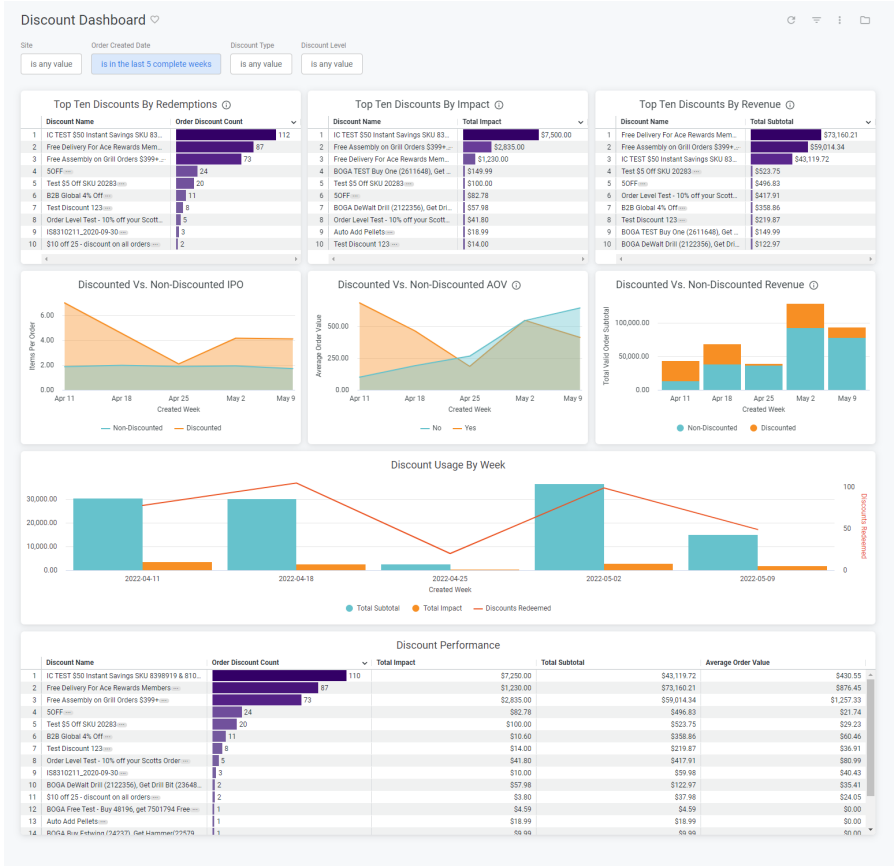 Discount Dashboard
Site Order Created Date Discount Type Discount Level
is any value is in the last 5 complete weeks is any value is any value
Top Ten Discounts By Redemptions
Discount Name Order Discount Count
1 IC TEST $50 Instant Savings SKU 83... 112
2 Free Delivery For Ace Rewards Mem... 87
3 Free Assembly on Grill Orders $399+... 73
4 5OFF 24
5 Test $5 Off SKU 20283 20
6 B2B Global 4% Off 11
7 Test Discount 123 8
8 Order Level Test - 10% off your Scott... 5
9 IS8310211_2020-09-30 3
10 $10 off 25 - discount on all orders 2
Top Ten Discounts By Impact
Discount Name Total Impact
1 IC TEST $50 Instant Savings SKU 83... $7,500.00
2 Free Assembly on Grill Orders $399+... $2,835.00
3 Free Delivery For Ace Rewards Mem... $1,230.00
4 BOGA TEST Buy One (2611648), Get ... $149.99
5 Test $5 Off SKU 20283 $100.00
6 5OFF $82.78
7 BOGA DeWalt Drill (2122356), Get Dri... $57.98
8 Order Level Test - 10% off your Scott... $41.80
9 Auto Add Pellets $18.99
10 Test Discount 123 $14.00
Top Ten Discounts By Revenue
Discount Name Total Subtotal
1 Free Delivery For Ace Rewards Mem... $73,160.21
2 Free Assembly on Grill Orders $399+... $59,014.34
3 IC TEST $50 Instant Savings SKU 83... $43,119.72
4 Test $5 Off SKU 20283 $523.75
5 5OFF $496.83
6 Order Level Test - 10% off your Scott... $417.91
7 B2B Global 4% Off $358.86
8 Test Discount 123 $219.87
9 BOGA TEST Buy One (2611648), Get ... $149.99
10 BOGA DeWalt Drill (2122356), Get Dri... $122.97
Discounted Vs. Non-Discounted IPO
Items Per Order
6.00
4.00
2.00
0.00
Apr 11 Apr 18 Apr 25 May 2 May 9
Created Week
Non-Discounted Discounted
Discounted Vs. Non-Discounted AOV
Average Order Value
500.00
250.00
0.00
Apr 11 Apr 18 Apr 25 May 2 May 9
Created Week
No Yes
Discounted Vs. Non-Discounted Revenue
Total Valid Order Subtotal
100,000.00
50,000.00
0.00
Apr 11 Apr 18 Apr 25 May 2 May 9
Created Week
Non-Discounted Discounted
Discount Usage By Week
30,000.00
20,000.00
10,000.00
0.00
100
50
0
Discounts Redeemed
2022-04-11 2022-04-18 2022-04-25 2022-05-02 2022-05-09
Created Week
Total Subtotal Total Impact Discounts Redeemed
Discount Performance
Discount Name Order Discount Count Total Impact Total Subtotal Average Order Value
1 IC TEST $50 Instant Savings SKU 8398919 & 810... 110 $7,250.00 $43,119.72 $430.55
2 Free Delivery For Ace Rewards Members 87 $1,230.00 $73,160.21 $876.45
3 Free Assembly on Grill Orders $399+ 73 $2,835.00 $59,014.34 $1,257.33
4 5OFF 24 $82.78 $496.83 $21.74
5 Test $5 Off SKU 20283 20 $100.00 $523.75 $29.23
6 B2B Global 4% Off 11 $10.60 $358.86 $60.46
7 Test Discount 123 8 $14.00 $219.87 $36.91
8 Order Level Test - 10% off your Scotts Order 5 $41.80 $417.91 $80.99
9 IS8310211_2020-09-30 3 $10.00 $59.98 $40.43
10 BOGA DeWalt Drill (2122356), Get Drill Bit (23648... 2 $57.98 $122.97 $35.41
11 $10 off 25 - discount on all orders 2 $3.80 $37.98 $24.05
12 BOGA Free Test - Buy 48196, get 7501794 Free 1 $4.59 $4.59 $0.00
13 Auto Add Pellets 1 $18.99 $18.99 $0.00
14 BOGA Buy Estwing (24237), Get Hammer(22579 1 $9.99 $9.99 $0.00